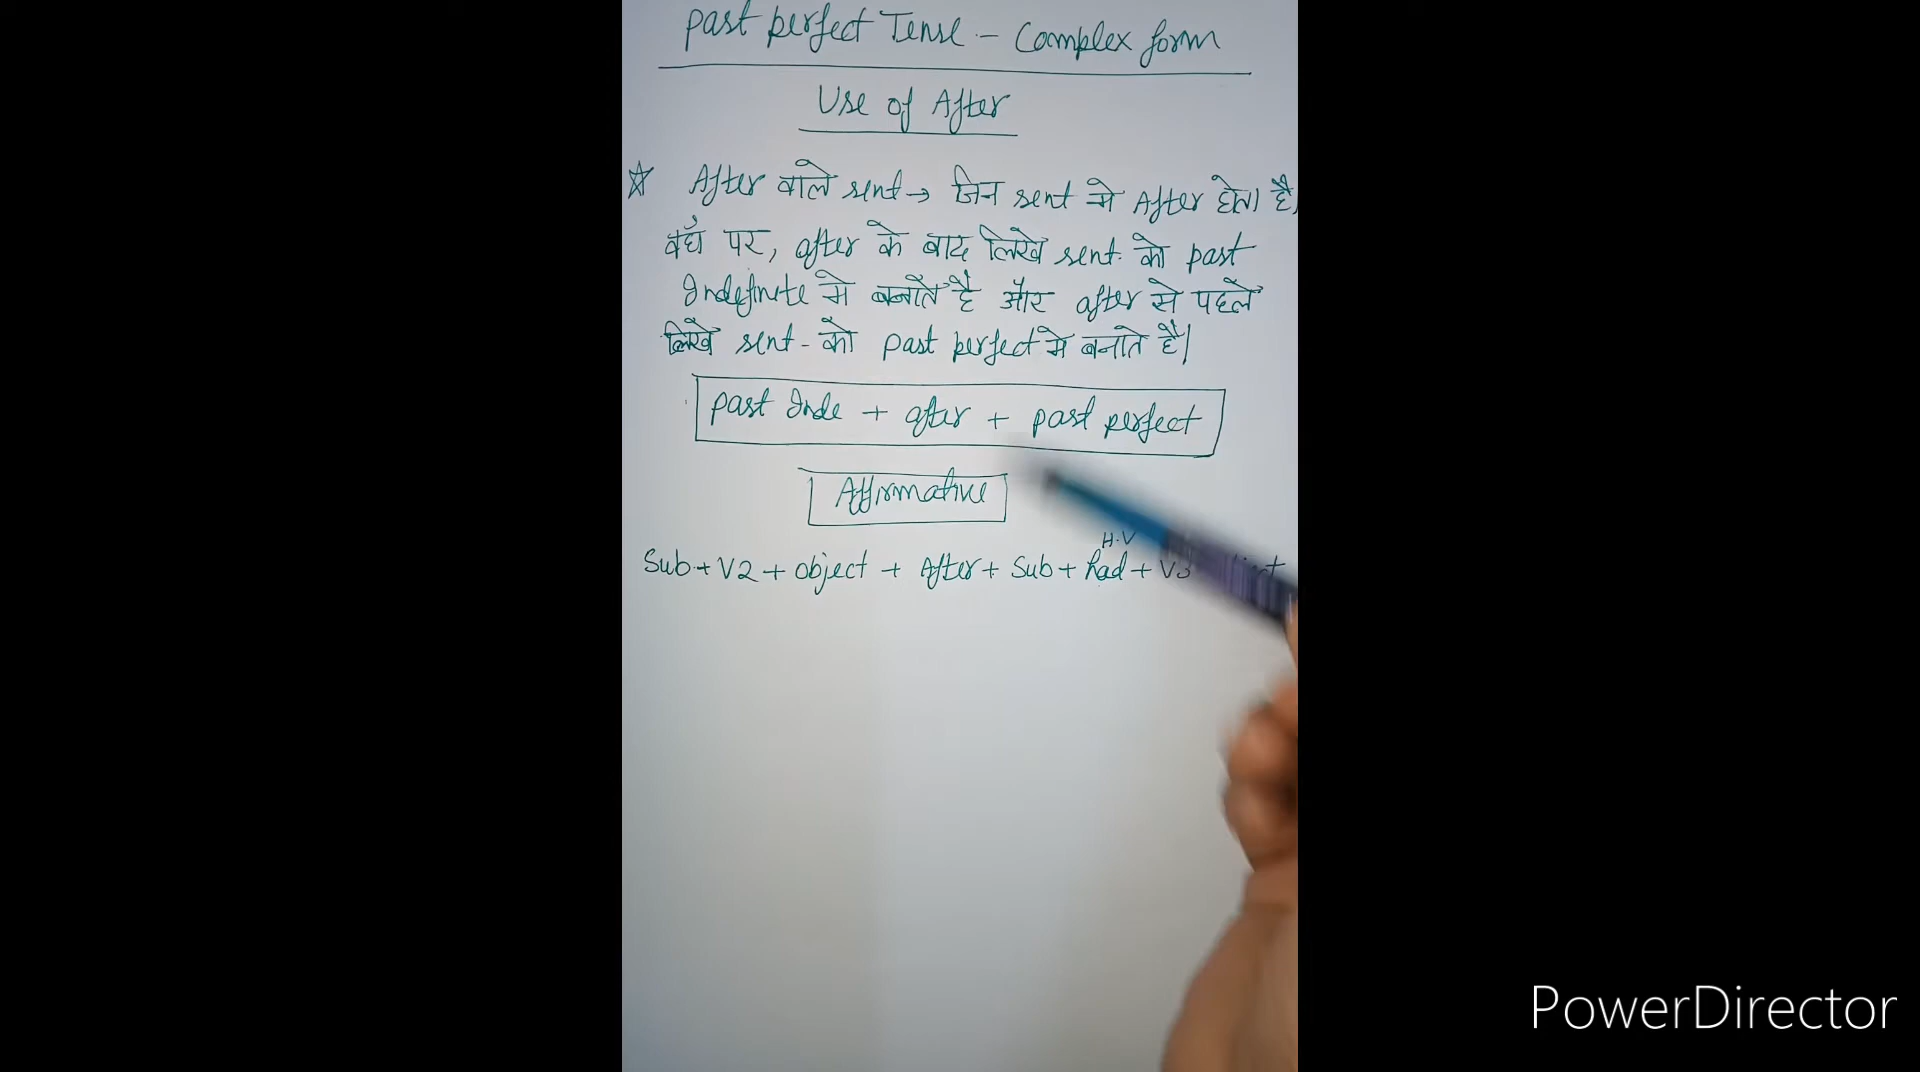 Past perfect Tense - Complex form
Use of After
☆ After वाले sent → जिन sent मे After होता है,
वहाँ पर, after के बाद लिखे sent. को past
Indefinite मे बनाते है और after से पहले
लिखे sent - को past perfect मे बनाते है|
past Inde + after + past perfect
Affirmative
H.V
Sub + V2 + object + After + Sub + had + V3
PowerDirector